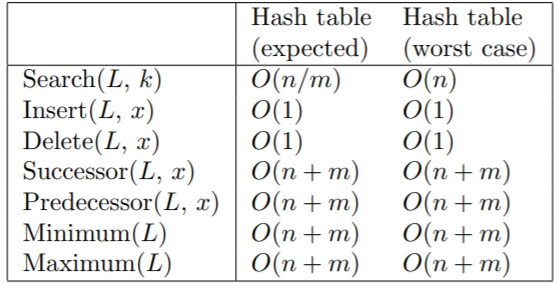 Hash table Hash table
(expected) (worst case)
Search(L, k) O(n/m) O(n)
Insert(L, x) O(1) O(1)
Delete(L, x) O(1) O(1)
Successor(L, x) O(n + m) O(n + m)
Predecessor(L, x) O(n + m) O(n + m)
Minimum(L) O(n + m) O(n + m)
Maximum(L) O(n + m) O(n + m)